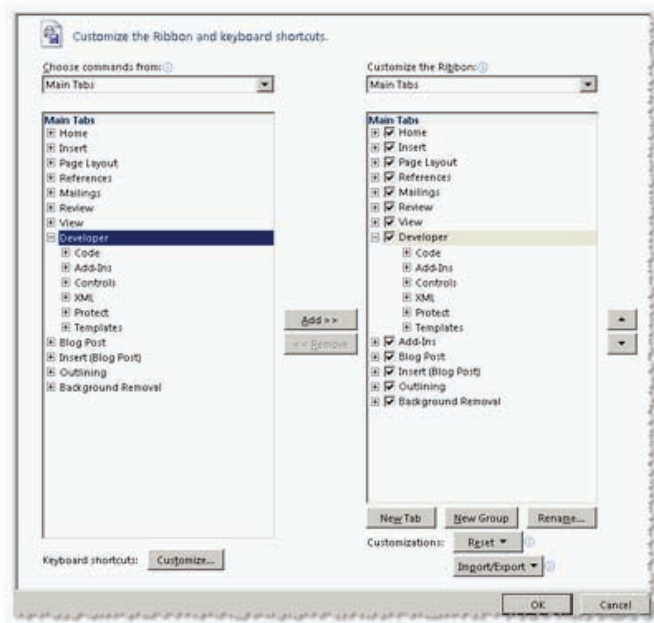 Customize the Ribbon and keyboard shortcuts.
Choose commands from:
Main Tabs
Main Tabs
Home
Insert
Page Layout
References
Mailings
Review
View
Developer
Code
Add-Ins
Controls
XML
Protect
Templates
Blog Post
Insert (Blog Post)
Outlining
Background Removal
Keyboard shortcuts: Customize...
Add >>
<< Remove
Customize the Ribbon:
Main Tabs
Main Tabs
Home
Insert
Page Layout
References
Mailings
Review
View
Developer
Code
Add-Ins
Controls
XML
Protect
Templates
Add-Ins
Blog Post
Insert (Blog Post)
Outlining
Background Removal
New Tab New Group Rename...
Customizations: Reset
Import/Export
OK Cancel